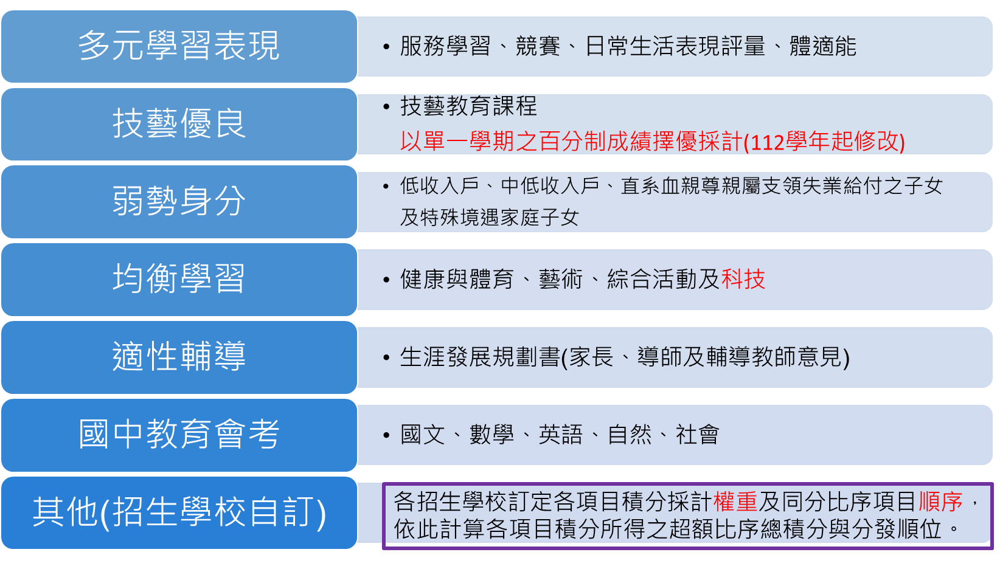 多元學習表現
• 服務學習、競賽、日常生活表現評量、體適能
技藝優良
• 技藝教育課程
以單一學期之百分制成績擇優採計(112學年起修改)
弱勢身分
• 低收入戶、中低收入戶、直系血親尊親屬支領失業給付之子女
及特殊境遇家庭子女
均衡學習
• 健康與體育、藝術、綜合活動及科技
適性輔導
• 生涯發展規劃書(家長、導師及輔導教師意見)
國中教育會考
• 國文、數學、英語、自然、社會
其他(招生學校自訂)
各招生學校訂定各項目積分採計權重及同分比序項目順序，
依此計算各項目積分所得之超額比序總積分與分發順位。